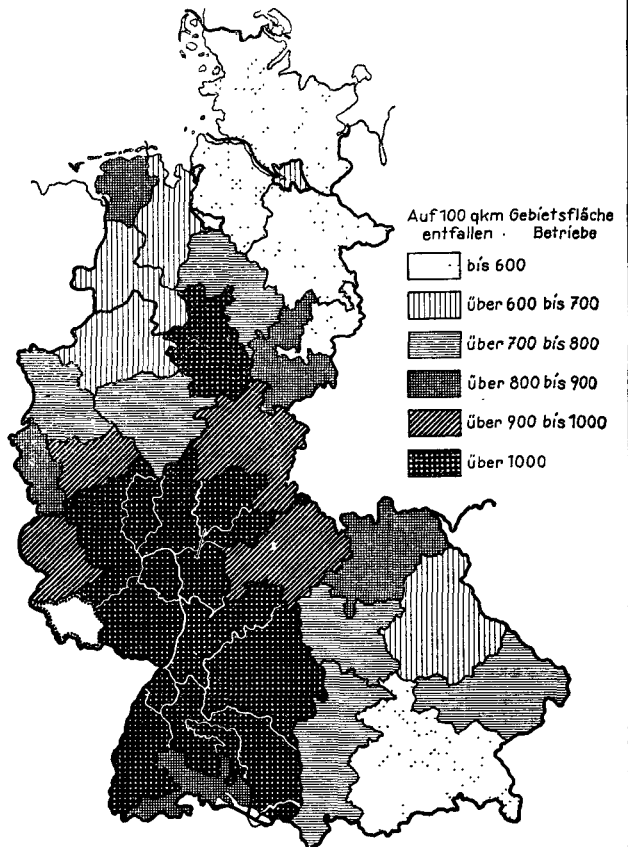 Auf 100 qkm Gebietsfläche
entfallen · Betriebe
bis 600
über 600 bis 700
über 700 bis 800
über 800 bis 900
über 900 bis 1000
über 1000